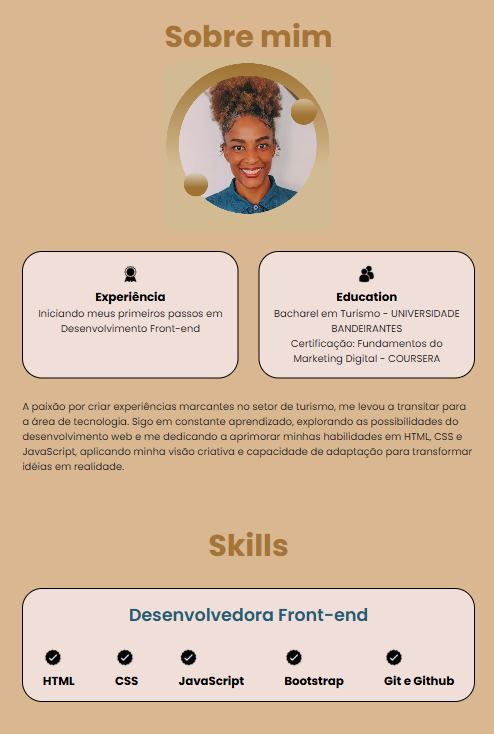 Sobre mim
Experiência
Iniciando meus primeiros passos em
Desenvolvimento Front-end
Education
Bacharel em Turismo - UNIVERSIDADE
BANDEIRANTES
Certificação: Fundamentos do
Marketing Digital - COURSERA
A paixão por criar experiências marcantes no setor de turismo, me levou a transitar para
a área de tecnologia. Sigo em constante aprendizado, explorando as possibilidades do
desenvolvimento web e me dedicando a aprimorar minhas habilidades em HTML, CSS e
JavaScript, aplicando minha visão criativa e capacidade de adaptação para transformar
idéias em realidade.
Skills
Desenvolvedora Front-end
HTML CSS JavaScript Bootstrap Git e Github